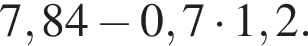 7,84 − 0,7 · 1,2.